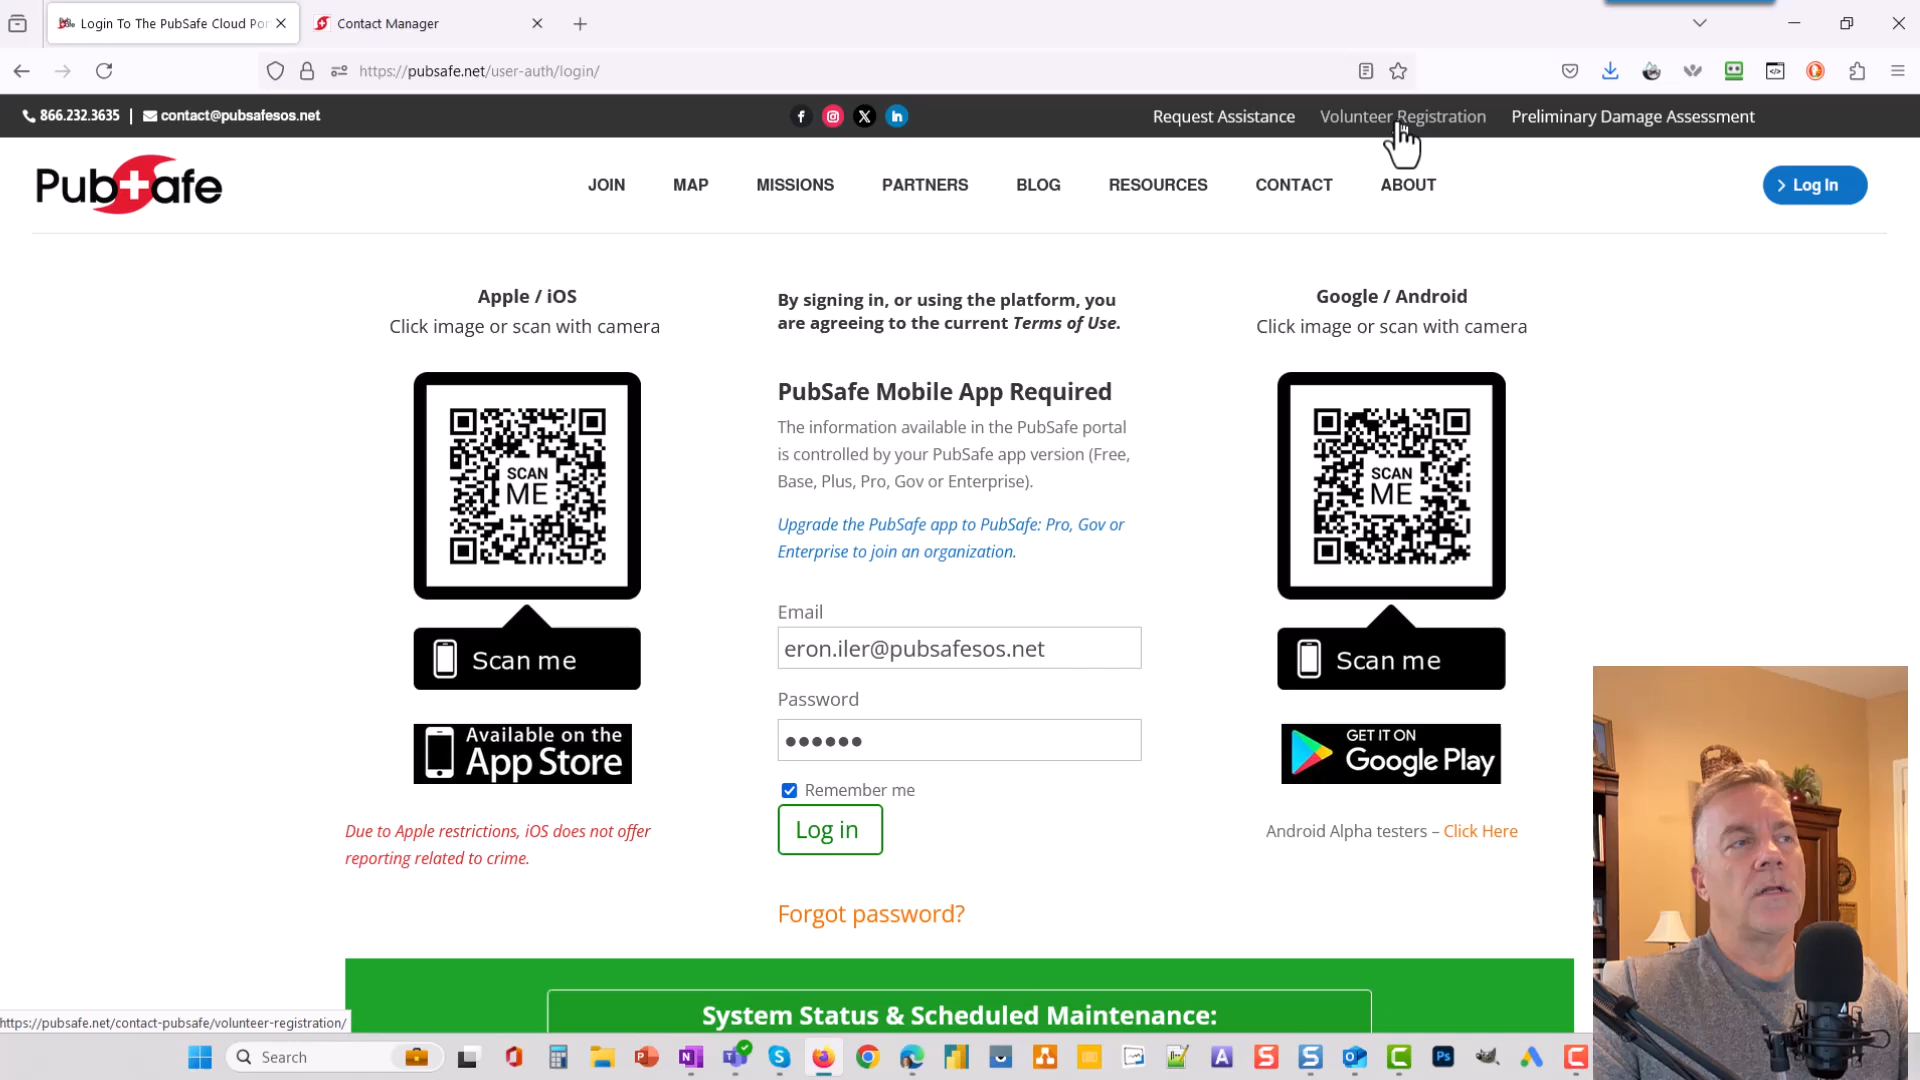 Login To The PubSafe Cloud Por
Contact Manager
https://pubsafe.net/user-auth/login/
866.232.3635 | contact@pubsafesos.net
Request Assistance
Volunteer Registration
Preliminary Damage Assessment
PubSafe
JOIN
MAP
MISSIONS
PARTNERS
BLOG
RESOURCES
CONTACT
ABOUT
Log In
Apple / iOS
Click image or scan with camera
SCAN
ME
Scan me
Available on the
App Store
Due to Apple restrictions, iOS does not offer
reporting related to crime.
By signing in, or using the platform, you
are agreeing to the current Terms of Use.
PubSafe Mobile App Required
The information available in the PubSafe portal
is controlled by your PubSafe app version (Free,
Base, Plus, Pro, Gov or Enterprise).
Upgrade the PubSafe app to PubSafe: Pro, Gov or
Enterprise to join an organization.
Email
eron.iler@pubsafesos.net
Password
Remember me
Log in
Forgot password?
Google / Android
Click image or scan with camera
SCAN
ME
Scan me
GET IT ON
Google Play
Android Alpha testers – Click Here
System Status & Scheduled Maintenance:
https://pubsafe.net/contact-pubsafe/volunteer-registration/
Search